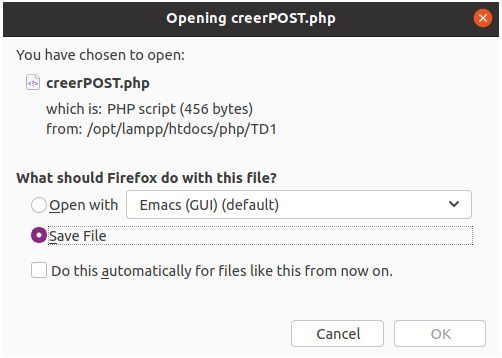 Opening creerPOST.php
You have chosen to open:
creerPOST.php
which is: PHP script (456 bytes)
from: /opt/lampp/htdocs/php/TD1
What should Firefox do with this file?
Open with Emacs (GUI) (default)
Save File
Do this automatically for files like this from now on.
Cancel OK